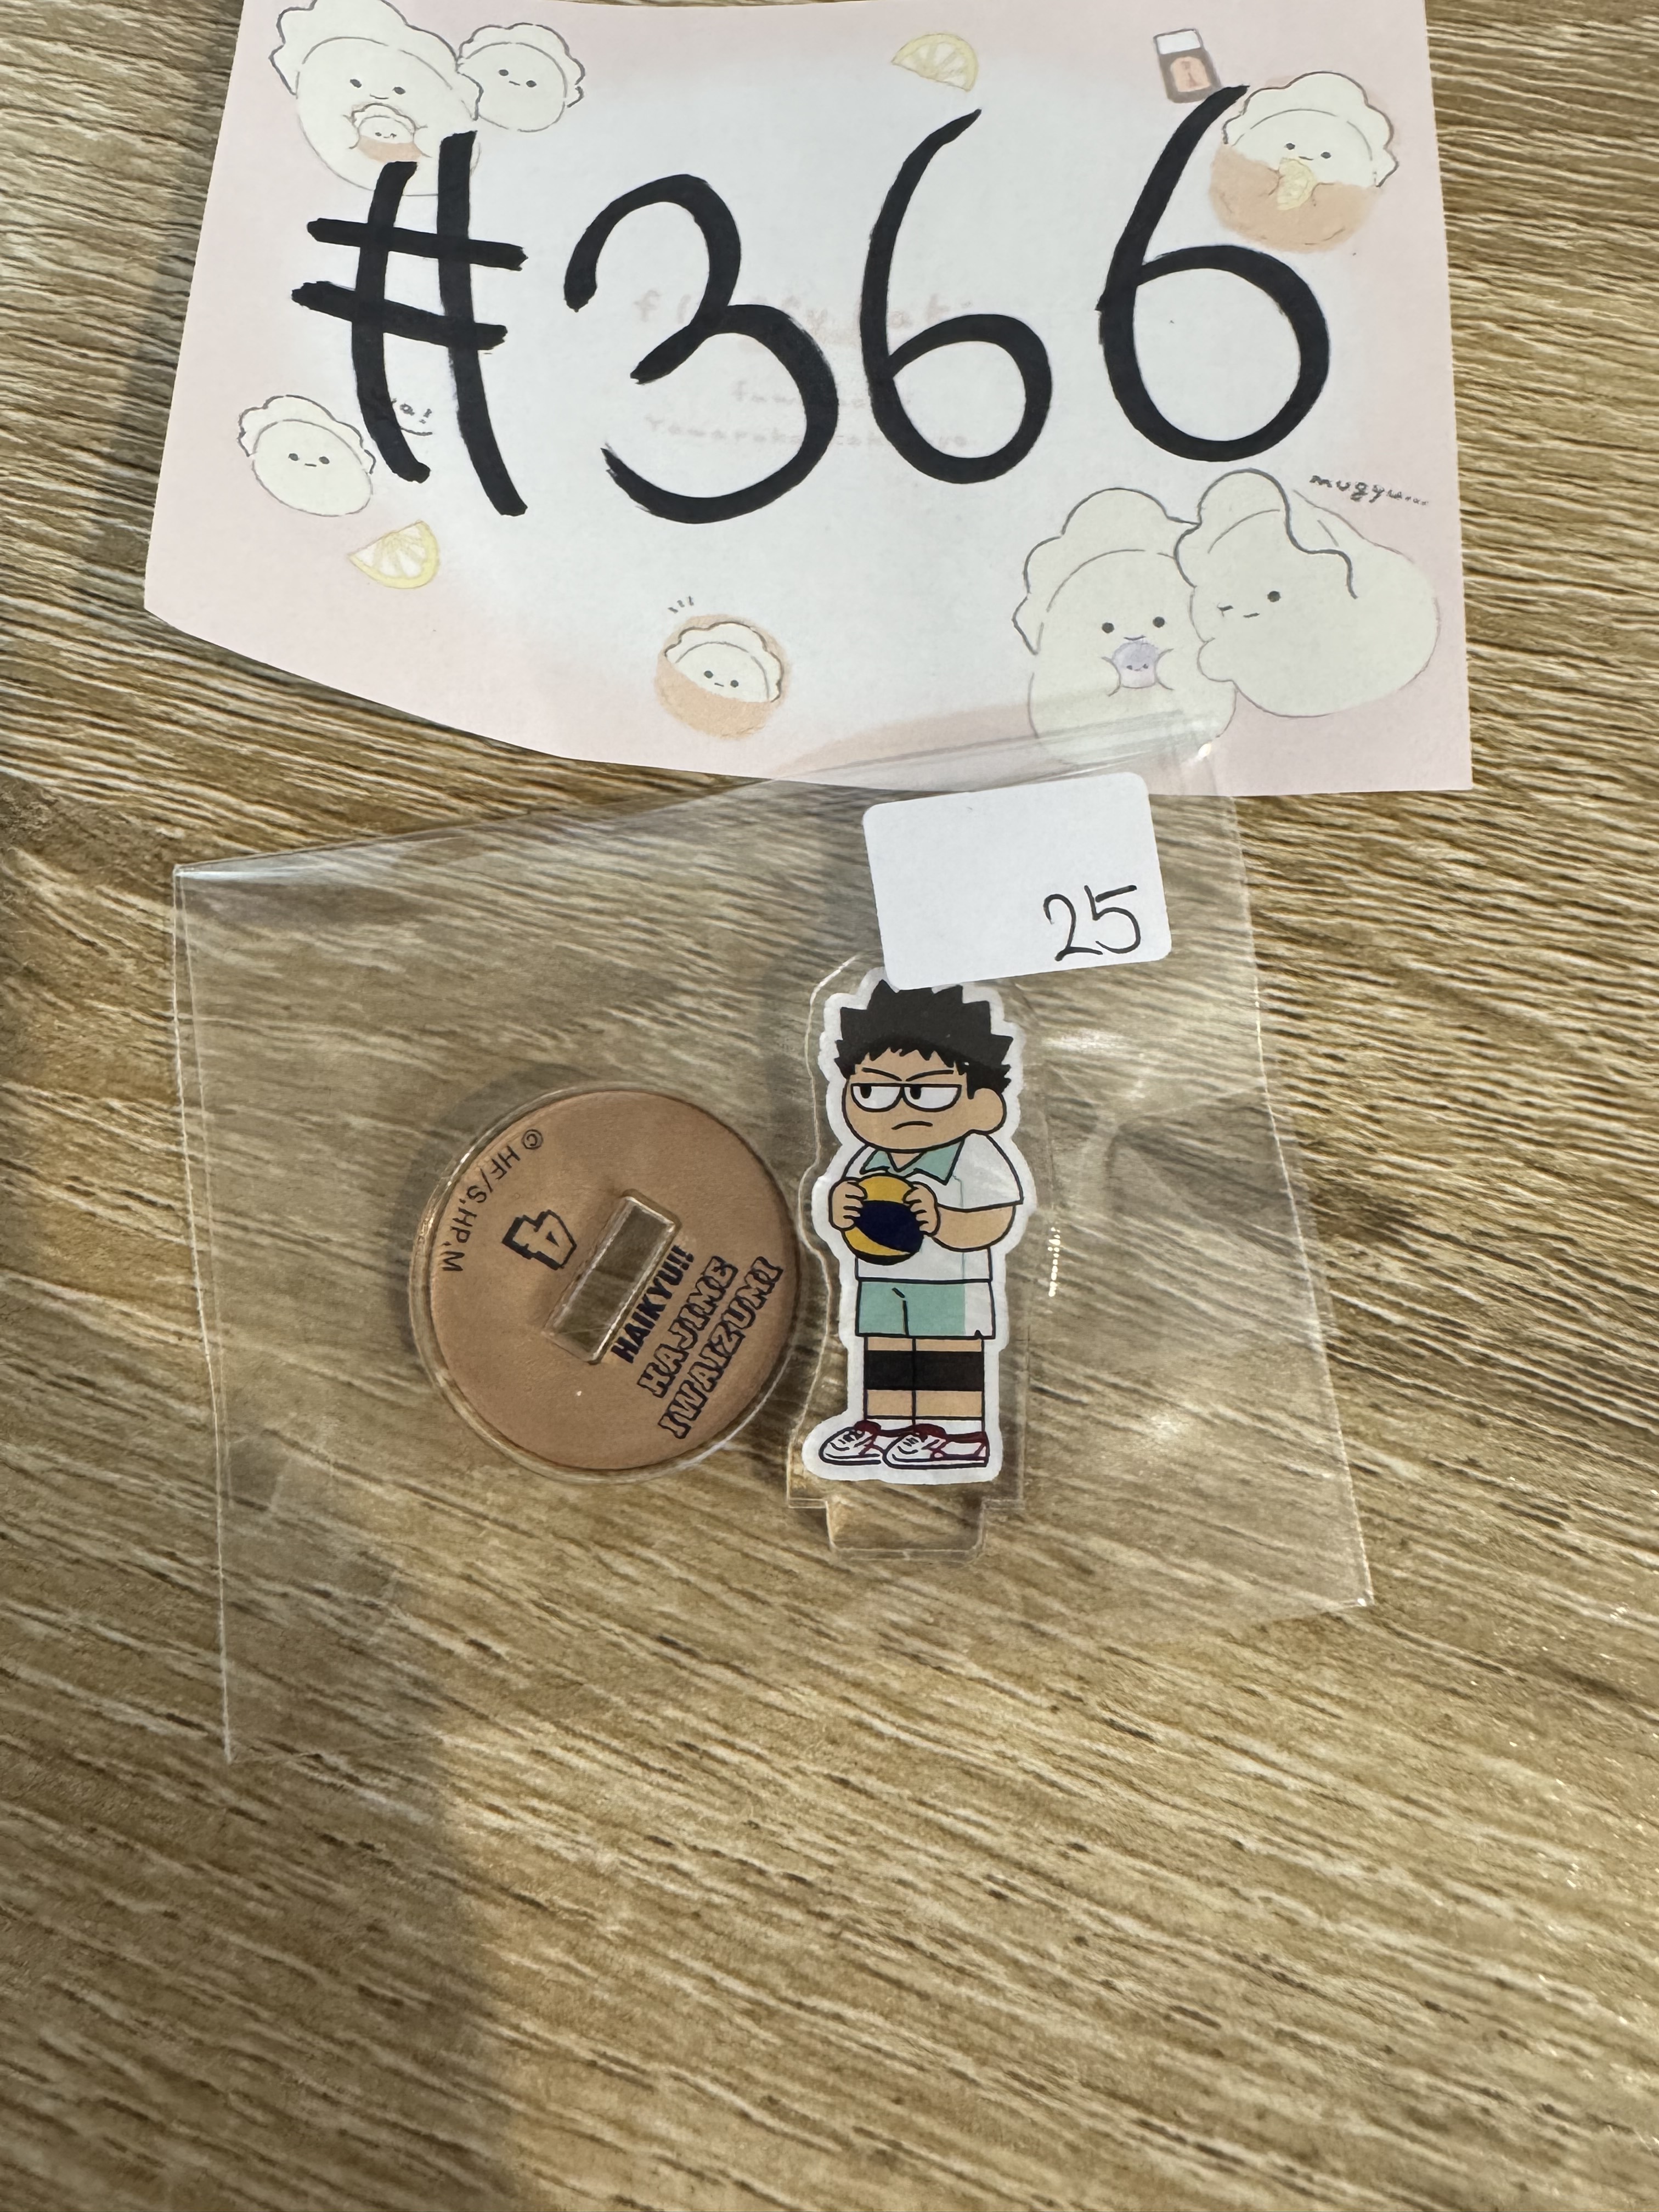 #366
mugyu...
25
© HF/S,HP,M
4
HAIKYU!!
HAJIME
IWAIZUMI